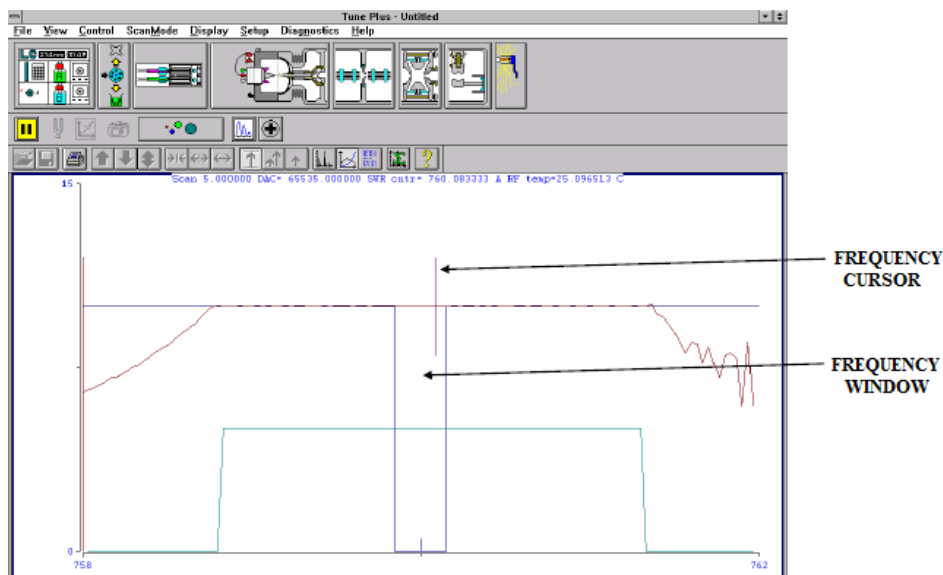 Tune Plus - Untitled
File View Control ScanMode Display Setup Diagnostics Help
Scan 5.000000 DAC= 65535.000000 SWR cntr= 760.083333 A RF temp=25.096513 C
15
FREQUENCY
CURSOR
FREQUENCY
WINDOW
0
758
762